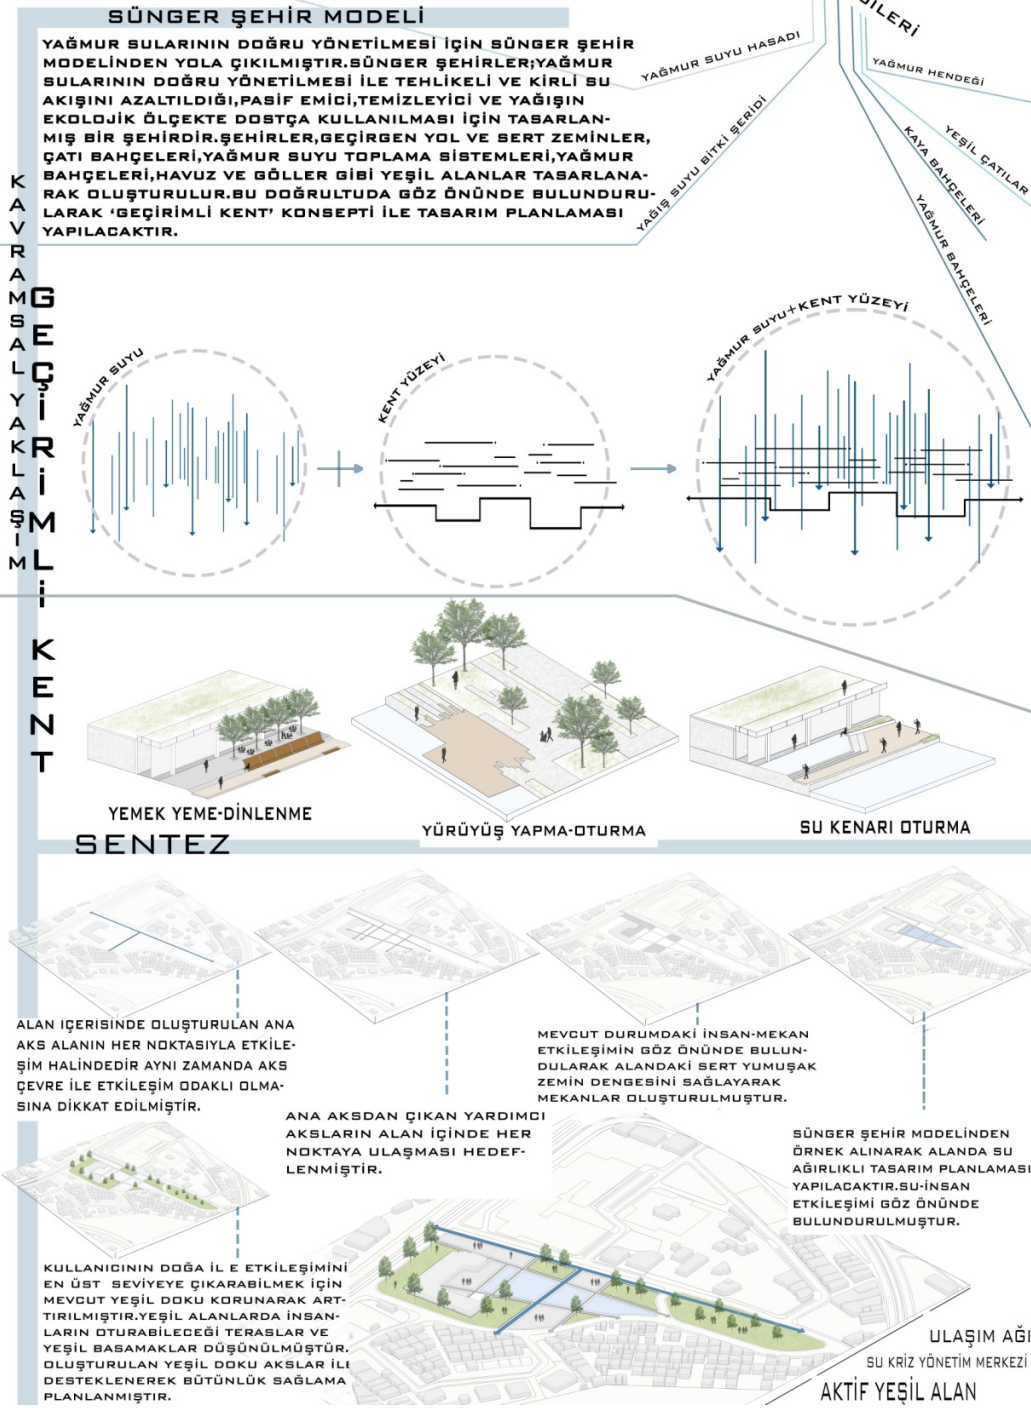 SÜNGER ŞEHİR MODELİ
YAĞMUR SULARININ DOĞRU YÖNETİLMESİ İÇİN SÜNGER ŞEHİR
MODELİNDEN YOLA ÇIKILMIŞTIR.SÜNGER ŞEHİRLER;YAĞMUR
SULARININ DOĞRU YÖNETİLMESİ İLE TEHLİKELİ VE KİRLİ SU
AKIŞINI AZALTILDIĞI,PASİF EMİCİ,TEMİZLEYİCİ VE YAĞIŞIN
EKOLOJİK ÖLÇEKTE DOSTÇA KULLANILMASI İÇİN TASARLAN-
MIŞ BİR ŞEHİRDİR.ŞEHİRLER,GEÇİRGEN YOL VE SERT ZEMİNLER,
ÇATI BAHÇELERİ,YAĞMUR SUYU TOPLAMA SİSTEMLERİ,YAĞMUR
BAHÇELERİ,HAVUZ VE GÖLLER GİBİ YEŞİL ALANLAR TASARLANA-
RAK OLUŞTURULUR.BU DOĞRULTUDA GÖZ ÖNÜNDE BULUNDURU-
LARAK ‘GEÇİRİMLİ KENT’ KONSEPTİ İLE TASARIM PLANLAMASI
YAPILACAKTIR.
YAĞMUR SUYU HASADI
YAĞIŞ SUYU BİTKİ ŞERİDİ
YAĞMUR HENDEĞİ
YEŞİL ÇATILAR
KAYA BAHÇELERİ
YAĞMUR BAHÇELERİ
KAVRAMSAL YAKLAŞIM
GEÇİRİMLİ KENT
YAĞMUR SUYU
KENT YÜZEYİ
YAĞMUR SUYU+KENT YÜZEYİ
YEMEK YEME-DİNLENME
YÜRÜYÜŞ YAPMA-OTURMA
SU KENARI OTURMA
SENTEZ
ALAN İÇERİSİNDE OLUŞTURULAN ANA
AKS ALANIN HER NOKTASIYLA ETKİLE-
ŞİM HALİNDEDİR AYNI ZAMANDA AKS
ÇEVRE İLE ETKİLEŞİM ODAKLI OLMA-
SINA DİKKAT EDİLMİŞTİR.
ANA AKSDAN ÇIKAN YARDIMCI
AKSLARIN ALAN İÇİNDE HER
NOKTAYA ULAŞMASI HEDEF-
LENMİŞTİR.
MEVCUT DURUMDAKİ İNSAN-MEKAN
ETKİLEŞİMİN GÖZ ÖNÜNDE BULUN-
DULARAK ALANDAKİ SERT YUMUŞAK
ZEMİN DENGESİNİ SAĞLAYARAK
MEKANLAR OLUŞTURULMUŞTUR.
SÜNGER ŞEHİR MODELİNDEN
ÖRNEK ALINARAK ALANDA SU
AĞIRLIKLI TASARIM PLANLAMASI
YAPILACAKTIR.SU-İNSAN
ETKİLEŞİMİ GÖZ ÖNÜNDE
BULUNDURULMUŞTUR.
KULLANICININ DOĞA İL E ETKİLEŞİMİNİ
EN ÜST SEVİYEYE ÇIKARABİLMEK İÇİN
MEVCUT YEŞİL DOKU KORUNARAK ART-
TIRILMIŞTIR.YEŞİL ALANLARDA İNSAN-
LARIN OTURABİLECEĞİ TERASLAR VE
YEŞİL BASAMAKLAR DÜŞÜNÜLMÜŞTÜR.
OLUŞTURULAN YEŞİL DOKU AKSLAR İLE
DESTEKLENEREK BÜTÜNLÜK SAĞLAMA
PLANLANMIŞTIR.
ULAŞIM AĞI
SU KRİZ YÖNETİM MERKEZİ
AKTİF YEŞİL ALAN